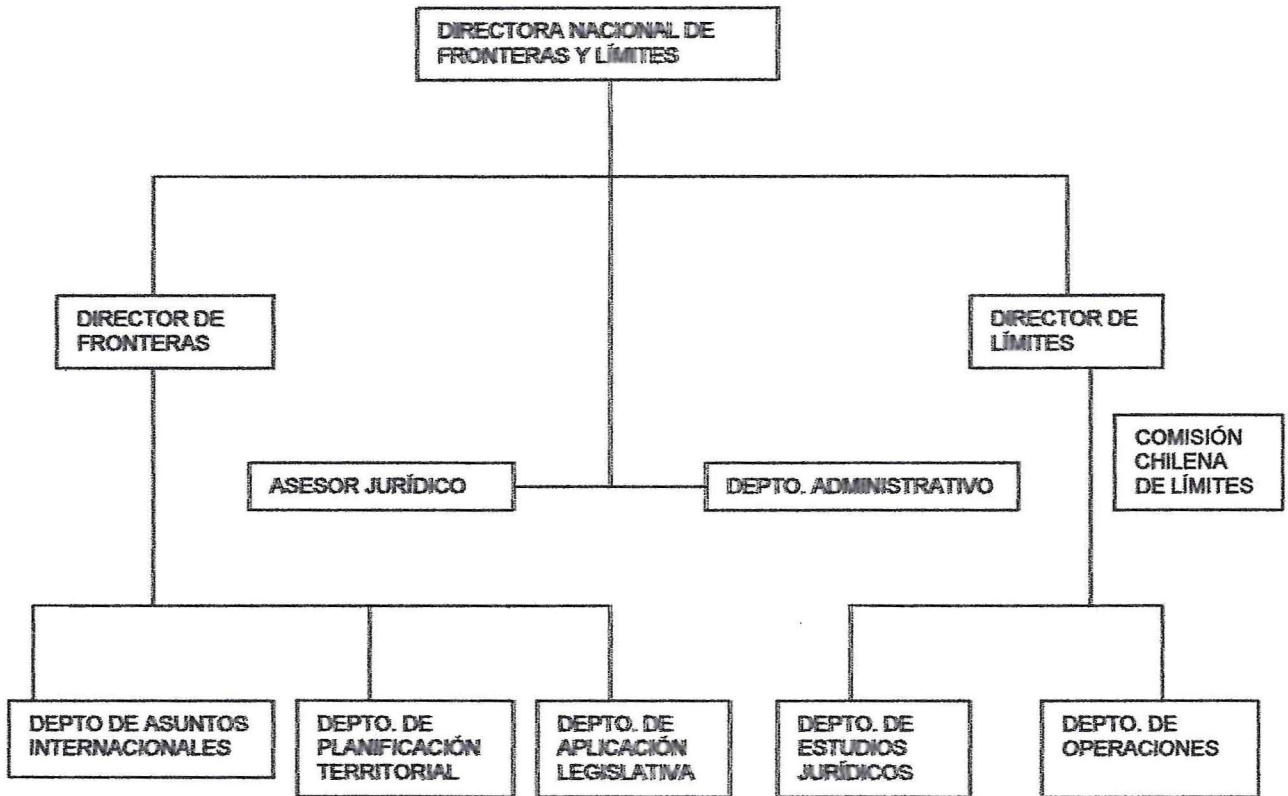 DIRECTORA NACIONAL DE
FRONTERAS Y LÍMITES
DIRECTOR DE
FRONTERAS
DIRECTOR DE
LÍMITES
COMISIÓN
CHILENA
DE LÍMITES
ASESOR JURÍDICO
DEPTO. ADMINISTRATIVO
DEPTO DE ASUNTOS
INTERNACIONALES
DEPTO. DE
PLANIFICACIÓN
TERRITORIAL
DEPTO. DE
APLICACIÓN
LEGISLATIVA
DEPTO. DE
ESTUDIOS
JURÍDICOS
DEPTO. DE
OPERACIONES